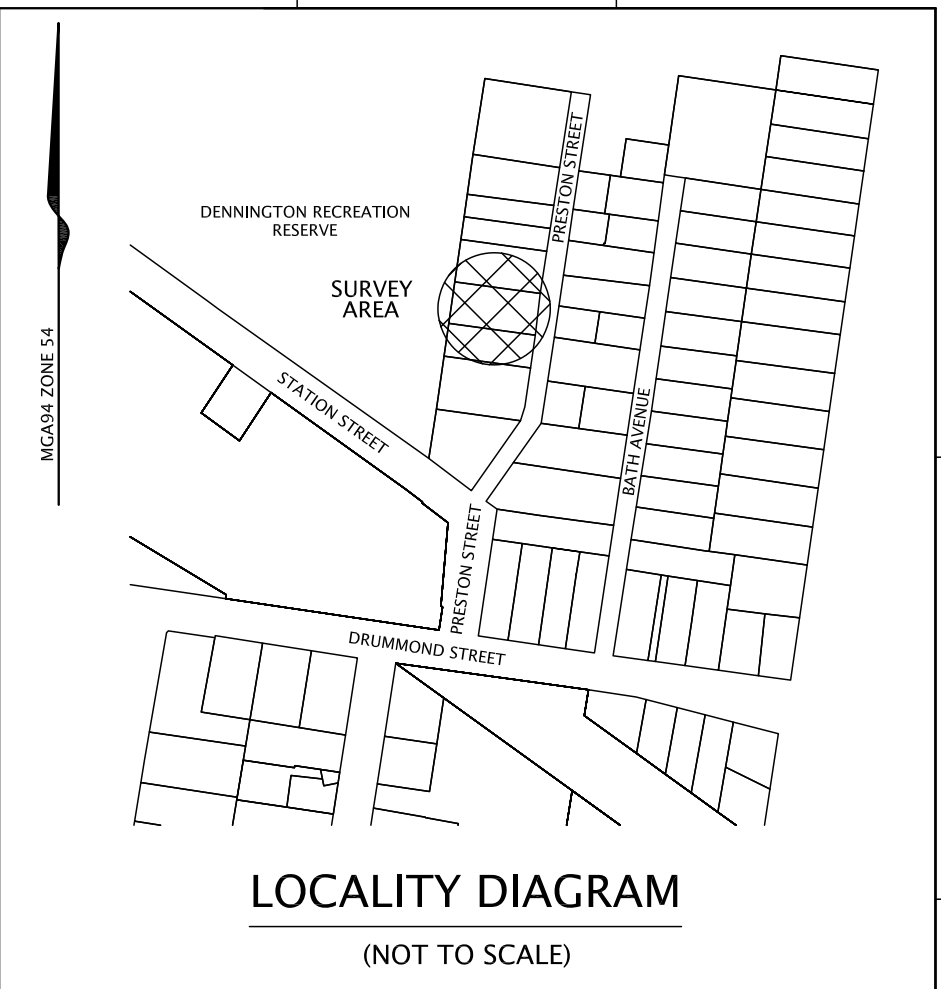 PRESTON STREET
DENNINGTON RECREATION
RESERVE
SURVEY
AREA
MGA94 ZONE 54
STATION STREET
BATH AVENUE
PRESTON STREET
DRUMMOND STREET
LOCALITY DIAGRAM
(NOT TO SCALE)